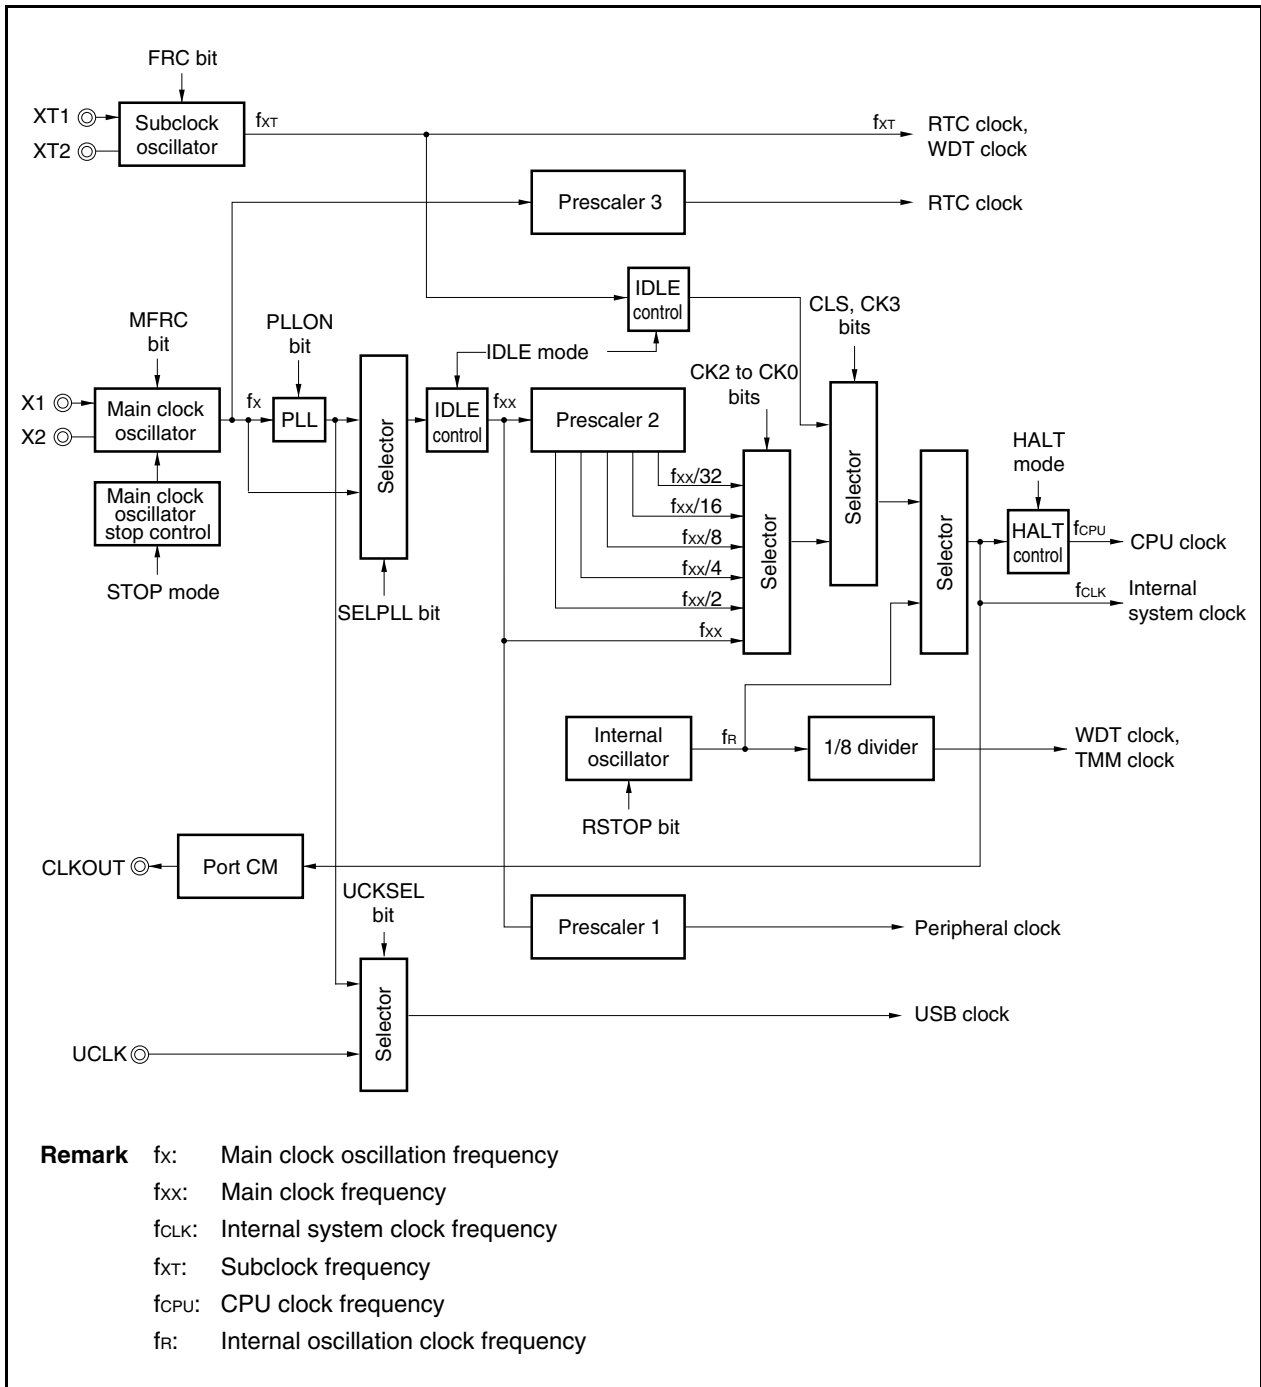 FRC bit
XT1
XT2
Subclock
oscillator
fXT
fXT
RTC clock,
WDT clock
Prescaler 3
RTC clock
IDLE
control
MFRC
bit
PLLON
bit
IDLE mode
CLS, CK3
bits
CK2 to CK0
bits
X1
X2
Main clock
oscillator
fX
PLL
Selector
IDLE
control
fXX
Prescaler 2
Main clock
oscillator
stop control
STOP mode
SELPLL bit
fXX/32
fXX/16
fXX/8
fXX/4
fXX/2
fXX
Selector
Selector
Selector
HALT
mode
HALT
control
fCPU
CPU clock
fCLK
Internal
system clock
Internal
oscillator
fR
1/8 divider
WDT clock,
TMM clock
RSTOP bit
CLKOUT
Port CM
UCKSEL
bit
Prescaler 1
Peripheral clock
Selector
USB clock
UCLK
Remark fX: Main clock oscillation frequency
fXX: Main clock frequency
fCLK: Internal system clock frequency
fXT: Subclock frequency
fCPU: CPU clock frequency
fR: Internal oscillation clock frequency